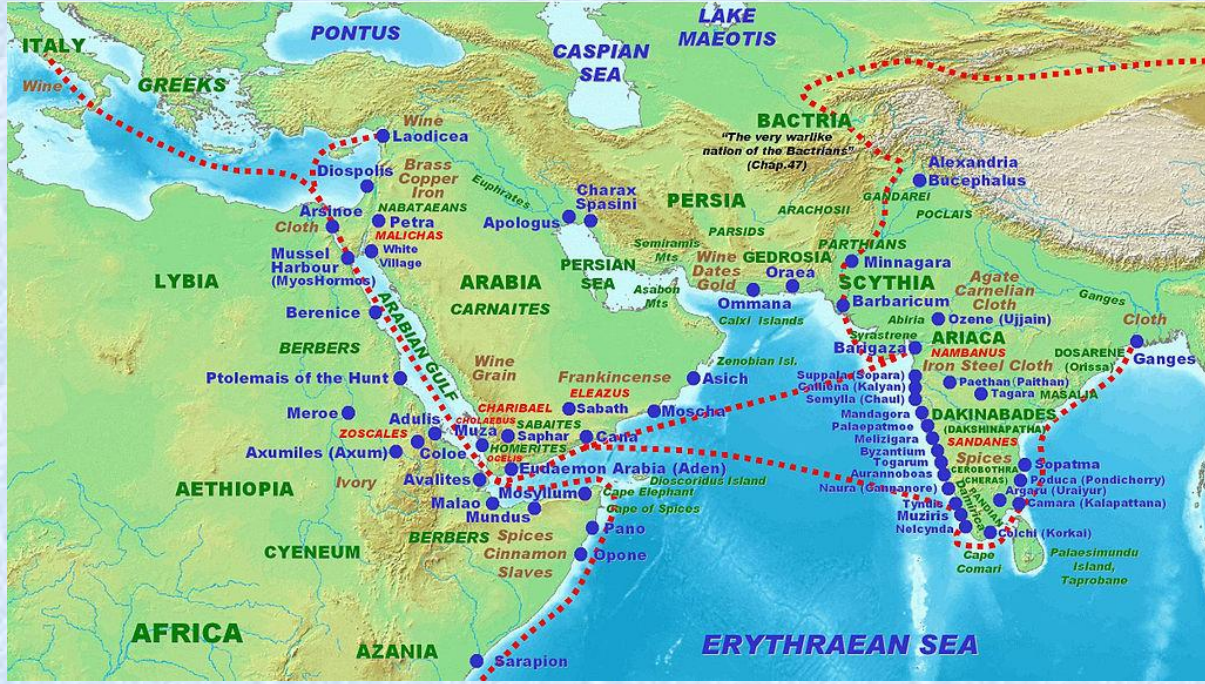 ITALY
Wine
GREEKS
PONTUS
CASPIAN
SEA
LAKE
MAEOTIS
BACTRIA
“The very warlike
nation of the Bactrians”
(Chap.47)
Wine
Laodicea
Diospolis
Brass
Copper
Iron
Euphrates
Charax
Spasini
Apologus
PERSIA
ARACHOSII
PARSIDS
Alexandria
Bucephalus
GANDAREI
POCLAIS
Arsinoe
Cloth
NABATAEANS
Petra
MALICHAS
White
Village
Mussel
Harbour
(MyosHormos)
LYBIA
ARABIA
CARNAITES
PERSIAN
SEA
Semiramis
Mts
Asabon
Mts
Wine
Dates
Gold
GEDROSIA
Oraea
Ommana
Calxi Islands
PARTHIANS
Minnagara
SCYTHIA
Barbaricum
Agate
Carnelian
Cloth
Abiria
Ozene (Ujjain)
Syrastrene
ARIACA
Barigaza
NAMBANUS
Iron Steel Cloth
Ganges
Cloth
Ganges
DOSARENE
(Orissa)
Berenice
ARABIAN GULF
BERBERS
Ptolemais of the Hunt
Meroe
Wine
Grain
Frankincense
ELEAZUS
Zenobian Isl.
Asich
Suppala (Sopara)
Calliena (Kalyan)
Semylla (Chaul)
Paethan (Paithan)
Tagara
MASALIA
Mandagora
Palaepatmoe
Melizigara
Byzantium
Togarum
Aurannoboas
Naura (Cannanore)
Tyndis
Muziris
Nelcynda
DAKINABADES
(DAKSHINAPATHA)
SANDANES
Spices
CEROBOTHRA
(CHERAS)
PANDIAN
Damirica
Sopatma
Poduca (Pondicherry)
Argaru (Uraiyur)
Camara (Kalapattana)
Colchi (Korkai)
Cape
Comari
Palaesimundu
Island,
Taprobane
Adulis
ZOSCALES
Coloe
Axumiles (Axum)
CHARIBAEL
CHOLAEBUS
Muza
Sabath
SABAITES
Saphar
HOMERITES
OCELIS
Cana
Moscha
Eudaemon Arabia (Aden)
Dioscoridus Island
AETHIOPIA
Ivory
Avalites
Malao
Mundus
Mosyllum
Cape Elephant
Cape of Spices
BERBERS
Spices
Cinnamon
Slaves
Pano
Opone
CYENEUM
AFRICA
AZANIA
Sarapion
ERYTHRAEAN SEA